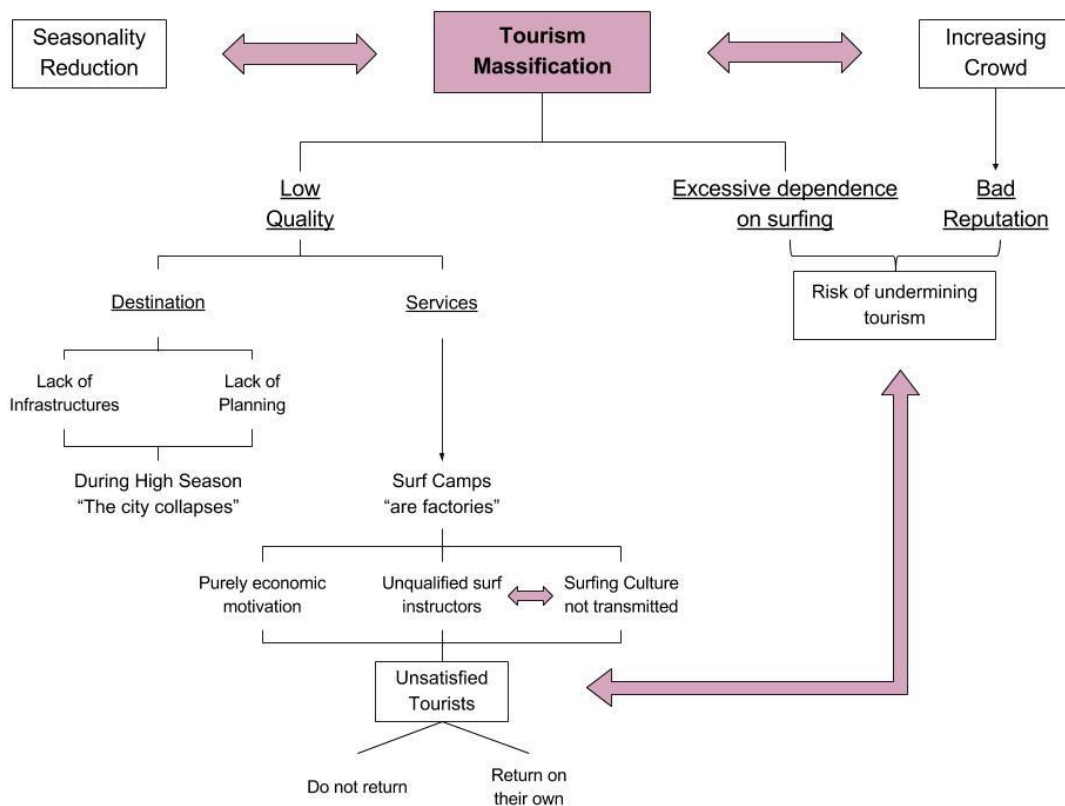 Seasonality
Reduction
Tourism
Massification
Increasing
Crowd
Low
Quality
Excessive dependence
on surfing
Bad
Reputation
Destination
Services
Risk of undermining
tourism
Lack of
Infrastructures
Lack of
Planning
During High Season
“The city collapses”
Surf Camps
“are factories”
Purely economic
motivation
Unqualified surf
instructors
Surfing Culture
not transmitted
Unsatisfied
Tourists
Do not return
Return on
their own